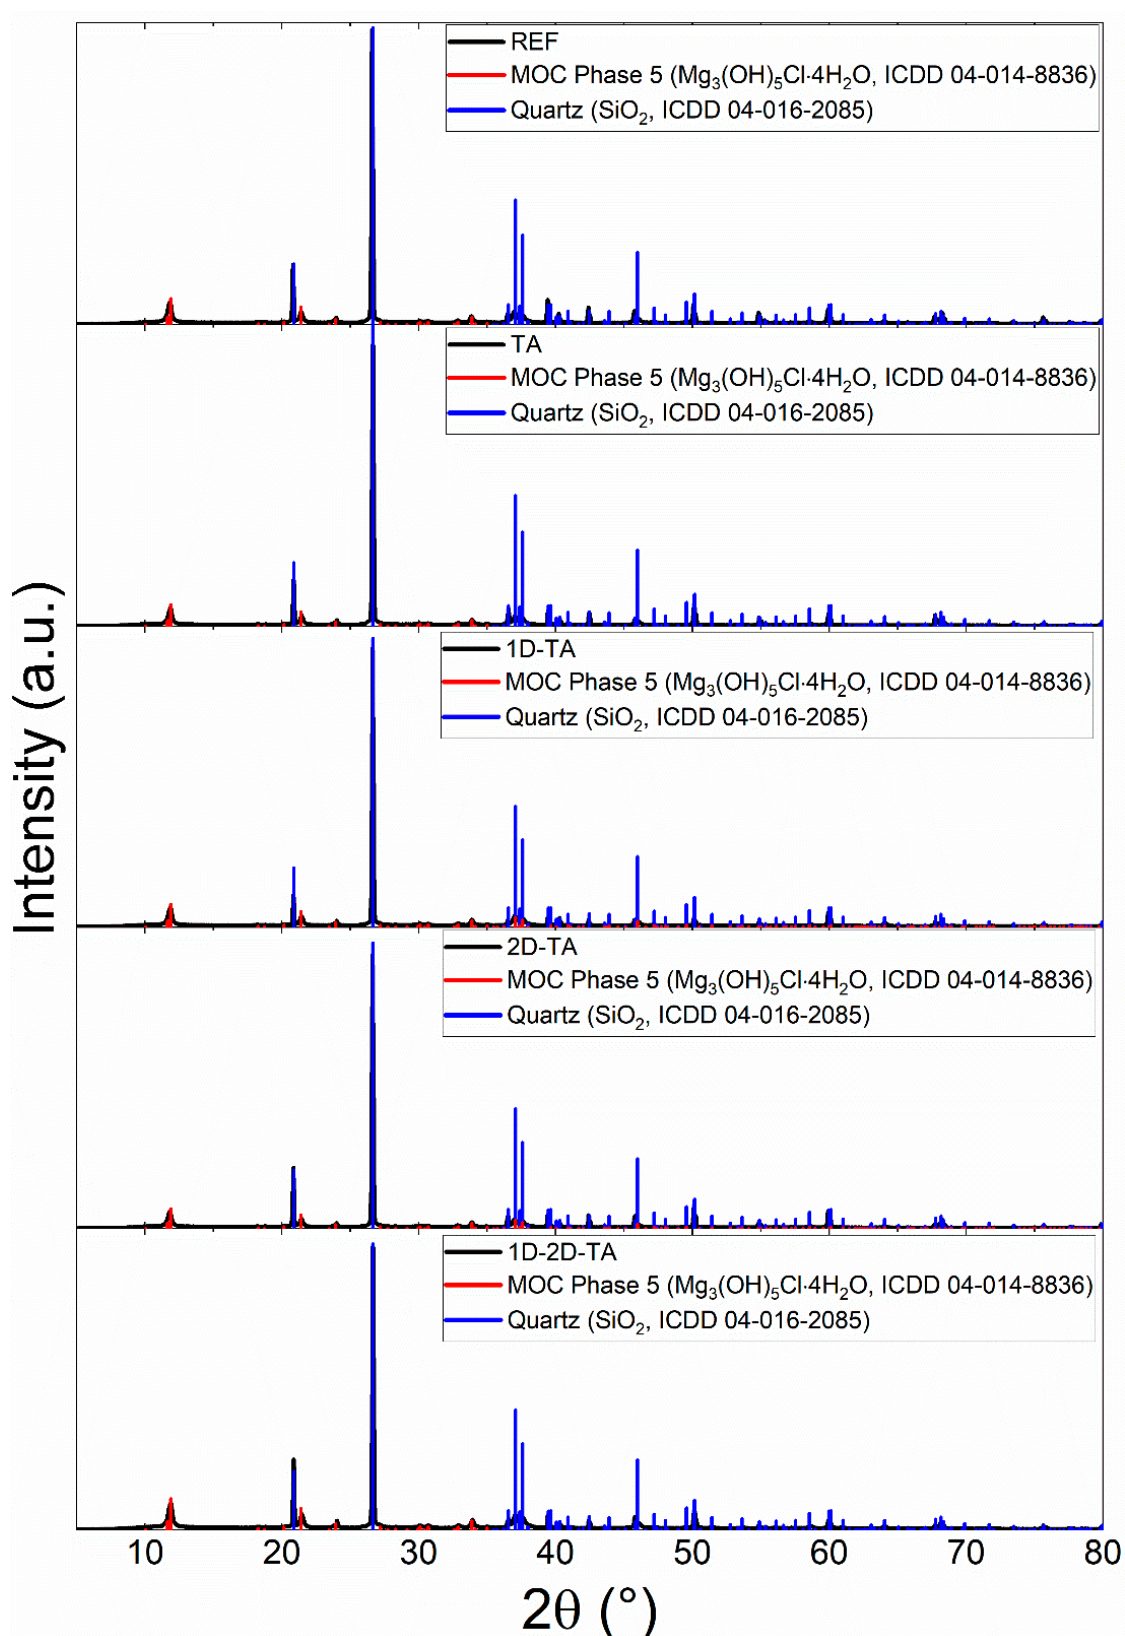 REF
MOC Phase 5 (Mg₃(OH)₅Cl·4H₂O, ICDD 04-014-8836)
Quartz (SiO₂, ICDD 04-016-2085)
TA
MOC Phase 5 (Mg₃(OH)₅Cl·4H₂O, ICDD 04-014-8836)
Quartz (SiO₂, ICDD 04-016-2085)
1D-TA
MOC Phase 5 (Mg₃(OH)₅Cl·4H₂O, ICDD 04-014-8836)
Quartz (SiO₂, ICDD 04-016-2085)
2D-TA
MOC Phase 5 (Mg₃(OH)₅Cl·4H₂O, ICDD 04-014-8836)
Quartz (SiO₂, ICDD 04-016-2085)
1D-2D-TA
MOC Phase 5 (Mg₃(OH)₅Cl·4H₂O, ICDD 04-014-8836)
Quartz (SiO₂, ICDD 04-016-2085)
Intensity (a.u.)
10 20 30 40 50 60 70 80
2θ (°)